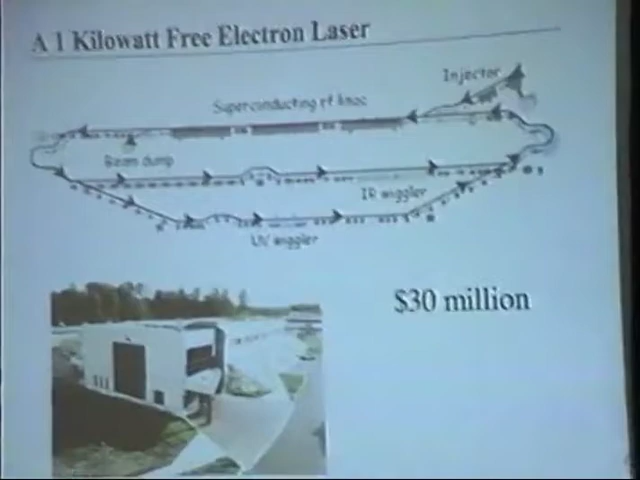 A 1 Kilowatt Free Electron Laser
Injector
Superconducting rf linac
Beam dump
IR wiggler
UV wiggler
$30 million